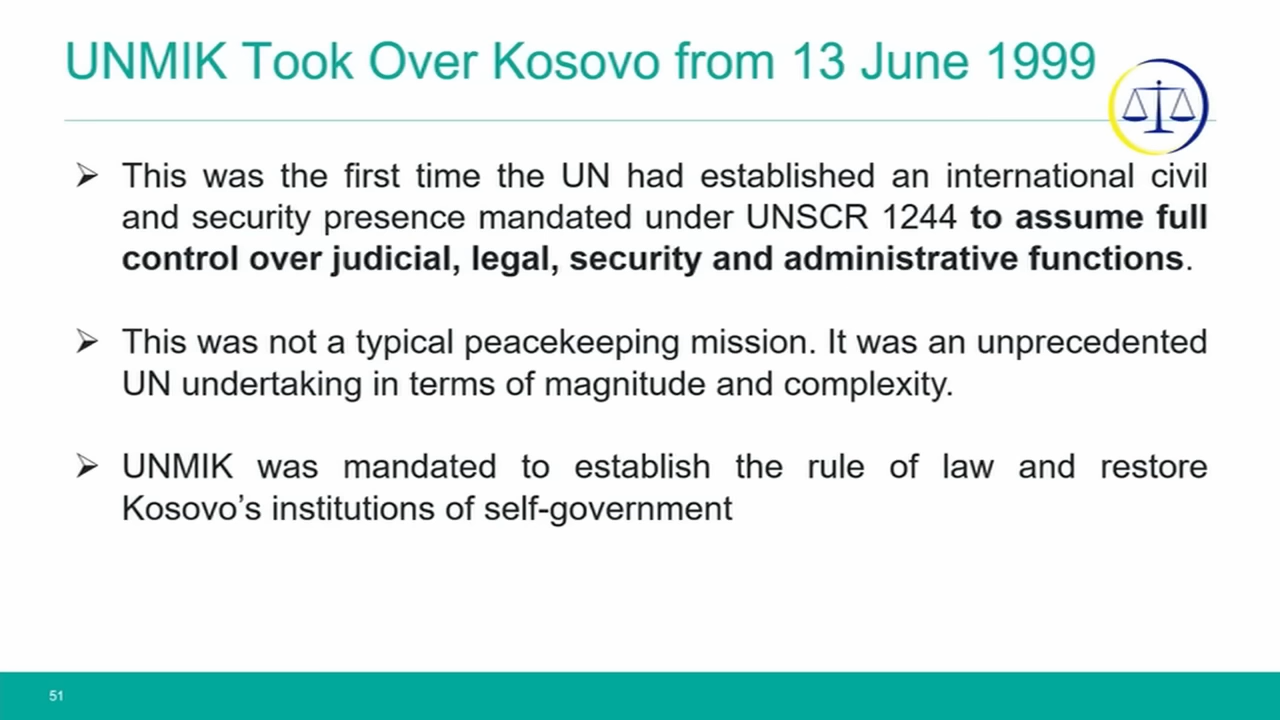 UNMIK Took Over Kosovo from 13 June 1999
➢ This was the first time the UN had established an international civil
and security presence mandated under UNSCR 1244 to assume full
control over judicial, legal, security and administrative functions.
➢ This was not a typical peacekeeping mission. It was an unprecedented
UN undertaking in terms of magnitude and complexity.
➢ UNMIK was mandated to establish the rule of law and restore
Kosovo’s institutions of self-government
51